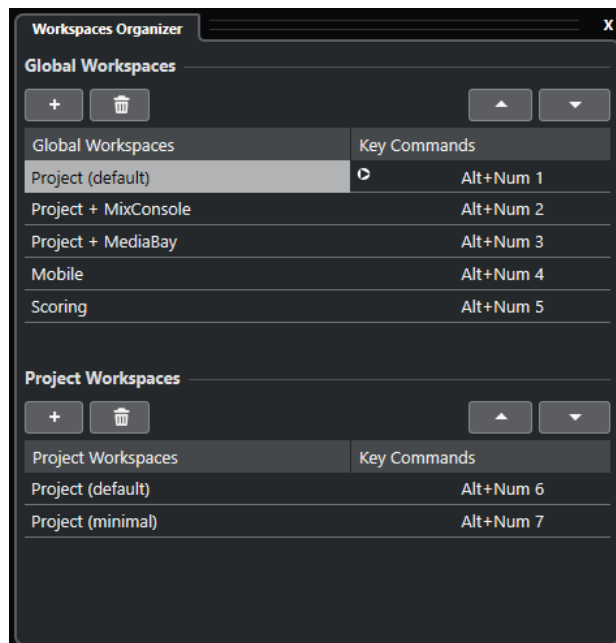 Workspaces Organizer X
Global Workspaces
+
Global Workspaces Key Commands
Project (default) Alt+Num 1
Project + MixConsole Alt+Num 2
Project + MediaBay Alt+Num 3
Mobile Alt+Num 4
Scoring Alt+Num 5
Project Workspaces
+
Project Workspaces Key Commands
Project (default) Alt+Num 6
Project (minimal) Alt+Num 7